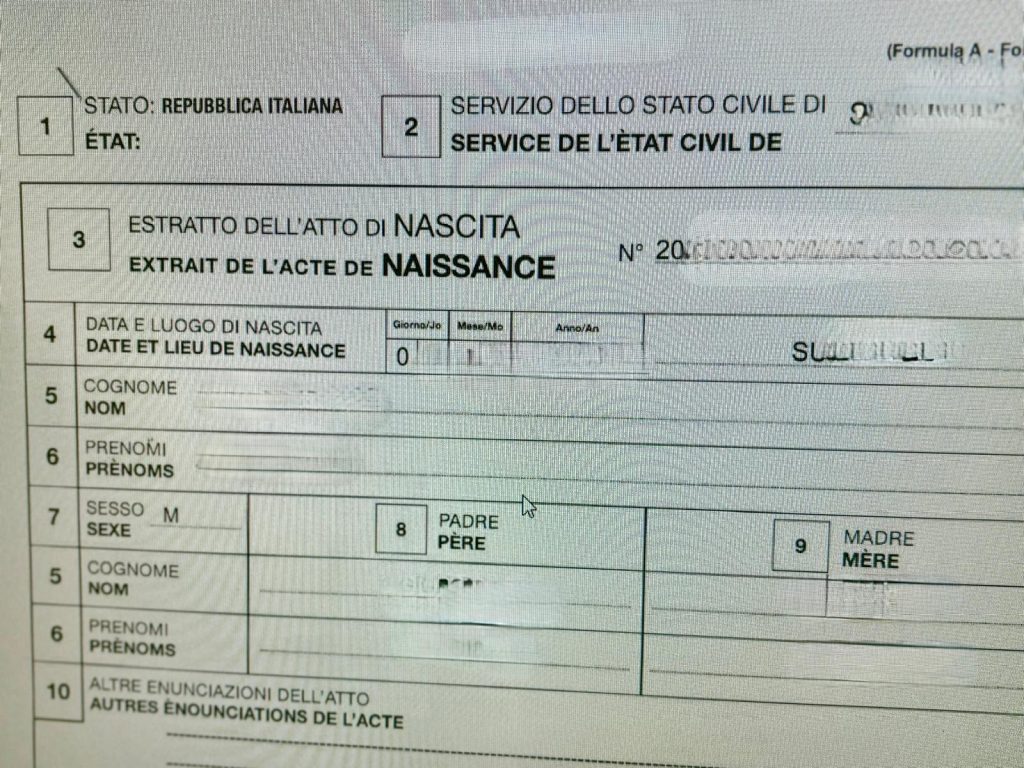 (Formula A - Fo
1
STATO: REPUBBLICA ITALIANA
ÉTAT:
2
SERVIZIO DELLO STATO CIVILE DI
SERVICE DE L'ÈTAT CIVIL DE
3
ESTRATTO DELL'ATTO DI NASCITA
EXTRAIT DE L'ACTE DE NAISSANCE
N° 20
4
DATA E LUOGO DI NASCITA
DATE ET LIEU DE NAISSANCE
Giorno/Jo Mese/Mo Anno/An
0
5
COGNOME
NOM
6
PRENOMI
PRÈNOMS
7
SESSO M
SEXE
8
PADRE
PÈRE
9
MADRE
MÈRE
5
COGNOME
NOM
6
PRENOMI
PRÈNOMS
10
ALTRE ENUNCIAZIONI DELL'ATTO
AUTRES ÈNOUNCIATIONS DE L'ACTE